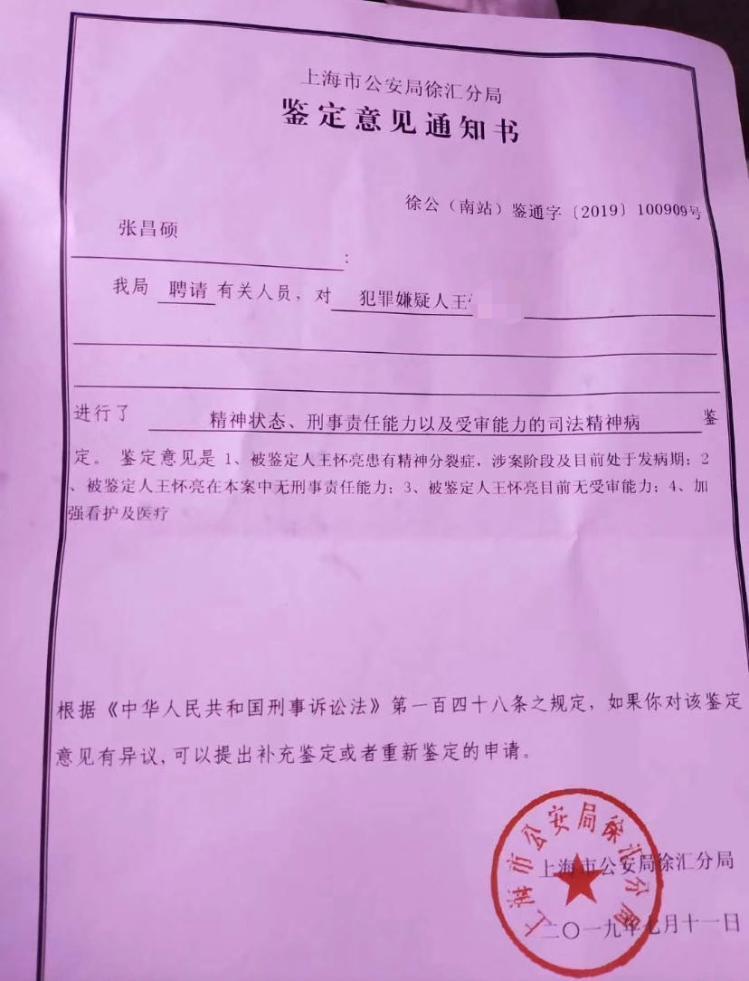 上海市公安局徐汇分局
鉴定意见通知书
徐公（南站）鉴通字〔2019〕100909号
张昌硕
：
我局 聘请 有关人员，对 犯罪嫌疑人王
进行了 精神状态、刑事责任能力以及受审能力的司法精神病 鉴
定。 鉴定意见是 1、被鉴定人王怀亮患有精神分裂症，涉案阶段及目前处于发病期；2
、被鉴定人王怀亮在本案中无刑事责任能力；3、被鉴定人王怀亮目前无受审能力；4、加
强看护及医疗
根据《中华人民共和国刑事诉讼法》第一百四十八条之规定，如果你对该鉴定
意见有异议，可以提出补充鉴定或者重新鉴定的申请。
上海市公安局徐汇分局
上海市公安局徐汇分局
二〇一九年七月十一日